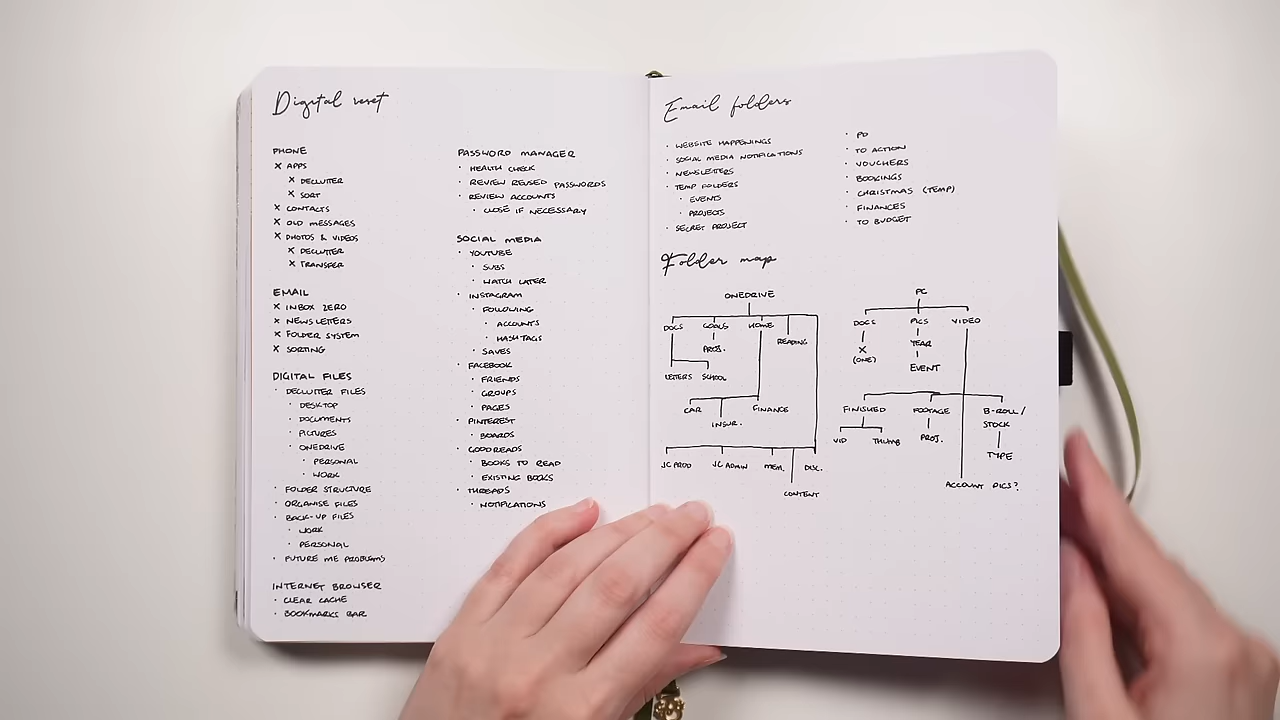 Digital reset
PHONE
x APPS
x DECLUTTER
x SORT
x CONTACTS
x OLD MESSAGES
x PHOTOS & VIDEOS
x DECLUTTER
x TRANSFER
EMAIL
x INBOX ZERO
x NEWSLETTERS
x FOLDER SYSTEM
x SORTING
DIGITAL FILES
· DECLUTTER FILES
· DESKTOP
· DOCUMENTS
· PICTURES
· ONEDRIVE
· PERSONAL
· WORK
· FOLDER STRUCTURE
· ORGANISE FILES
· BACK-UP FILES
· WORK
· PERSONAL
· FUTURE ME PROBLEMS
INTERNET BROWSER
· CLEAR CACHE
· BOOKMARKS BAR
PASSWORD MANAGER
· HEALTH CHECK
· REVIEW REUSED PASSWORDS
· REVIEW ACCOUNTS
· CLOSE IF NECESSARY
SOCIAL MEDIA
· YOUTUBE
· SUBS
· WATCH LATER
· INSTAGRAM
· FOLLOWING
· ACCOUNTS
· HASHTAGS
· SAVES
· FACEBOOK
· FRIENDS
· GROUPS
· PAGES
· PINTEREST
· BOARDS
· GOODREADS
· BOOKS TO READ
· EXISTING BOOKS
· THREADS
· NOTIFICATIONS
Email folders
· WEBSITE HAPPENINGS
· SOCIAL MEDIA NOTIFICATIONS
· NEWSLETTERS
· TEMP FOLDERS
· EVENTS
· PROJECTS
· SECRET PROJECT
· PO
· TO ACTION
· VOUCHERS
· BOOKINGS
· CHRISTMAS (TEMP)
· FINANCES
· TO BUDGET
Folder map
ONEDRIVE
DOCS GOALS HOME READING
PROJ.
LETTERS SCHOOL
CAR INSUR. FINANCE
JC PROD JC ADMIN MEM. DISC.
CONTENT
PC
DOCS PICS VIDEO
X YEAR
(ONE) EVENT
FINISHED FOOTAGE B-ROLL/
STOCK
VID THUMB PROJ.
TYPE
ACCOUNT PICS?